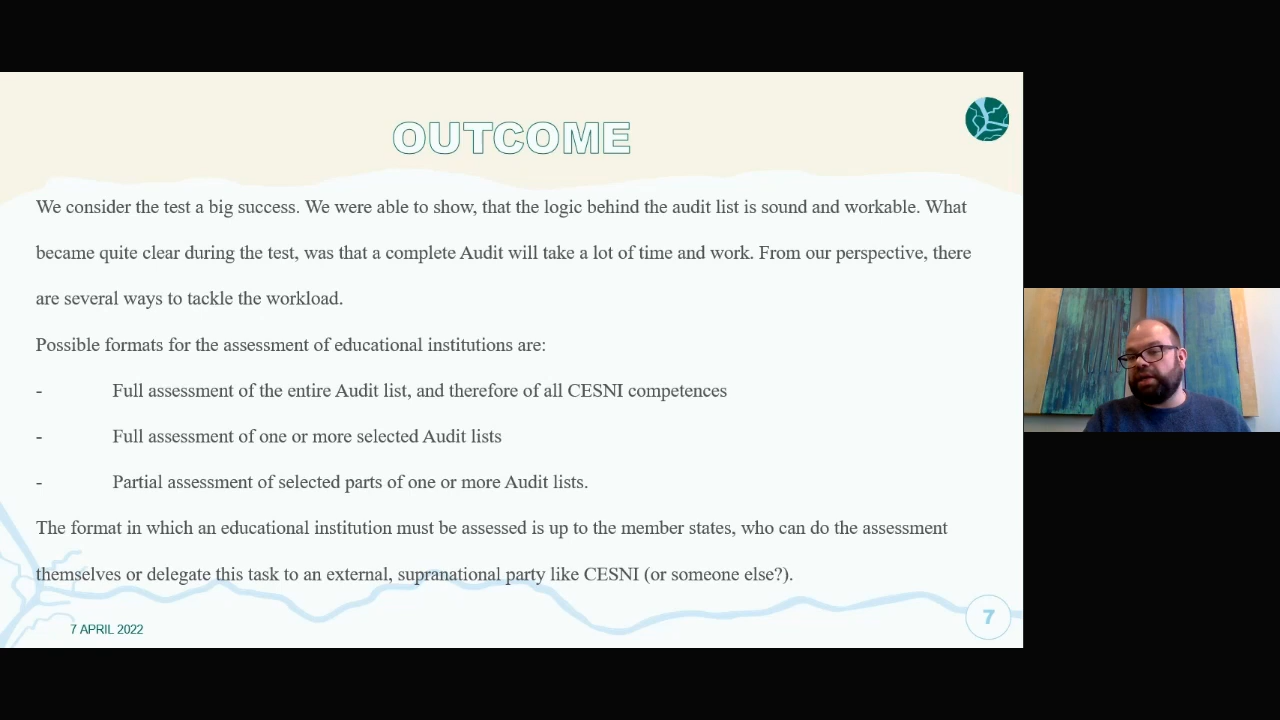 OUTCOME
We consider the test a big success. We were able to show, that the logic behind the audit list is sound and workable. What
became quite clear during the test, was that a complete Audit will take a lot of time and work. From our perspective, there
are several ways to tackle the workload.
Possible formats for the assessment of educational institutions are:
- Full assessment of the entire Audit list, and therefore of all CESNI competences
- Full assessment of one or more selected Audit lists
- Partial assessment of selected parts of one or more Audit lists.
The format in which an educational institution must be assessed is up to the member states, who can do the assessment
themselves or delegate this task to an external, supranational party like CESNI (or someone else?).
7 APRIL 2022
7